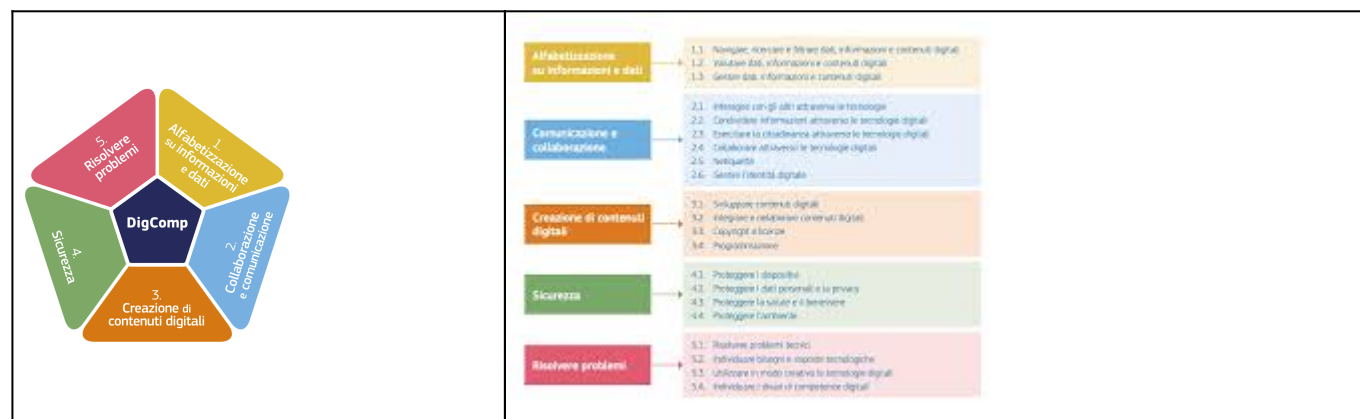 5.
Risolvere
problemi
1.
Alfabetizzazione
su informazioni
e dati
DigComp
4.
Sicurezza
2.
Collaborazione
e comunicazione
3.
Creazione di
contenuti digitali
Alfabetizzazione
su informazioni e dati
1.1. Navigare, ricercare e filtrare dati, informazioni e contenuti digitali
1.2. Valutare dati, informazioni e contenuti digitali
1.3. Gestire dati, informazioni e contenuti digitali
Comunicazione e
collaborazione
2.1. Interagire con gli altri attraverso le tecnologie
2.2. Condividere informazioni attraverso le tecnologie digitali
2.3. Esercitare la cittadinanza attraverso le tecnologie digitali
2.4. Collaborare attraverso le tecnologie digitali
2.5. Netiquette
2.6. Gestire l'identità digitale
Creazione di contenuti
digitali
3.1. Sviluppare contenuti digitali
3.2. Integrare e rielaborare contenuti digitali
3.3. Copyright e licenze
3.4. Programmazione
Sicurezza
4.1. Proteggere i dispositivi
4.2. Proteggere i dati personali e la privacy
4.3. Proteggere la salute e il benessere
4.4. Proteggere l'ambiente
Risolvere problemi
5.1. Risolvere problemi tecnici
5.2. Individuare bisogni e risposte tecnologiche
5.3. Utilizzare in modo creativo le tecnologie digitali
5.4. Individuare i divari di competenze digitali